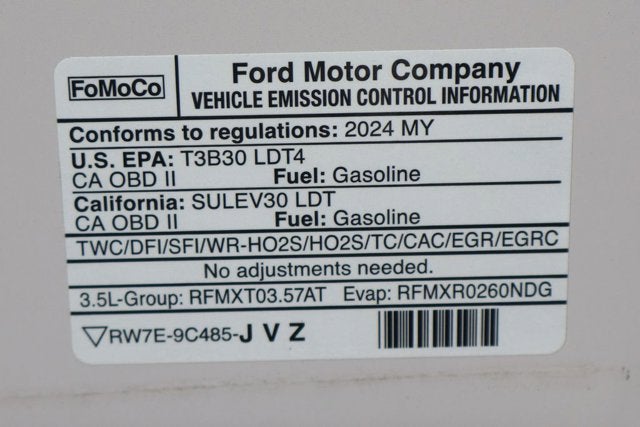 FoMoCo
Ford Motor Company
VEHICLE EMISSION CONTROL INFORMATION
Conforms to regulations: 2024 MY
U.S. EPA: T3B30 LDT4
CA OBD II Fuel: Gasoline
California: SULEV30 LDT
CA OBD II Fuel: Gasoline
TWC/DFI/SFI/WR-HO2S/HO2S/TC/CAC/EGR/EGRC
No adjustments needed.
3.5L-Group: RFMXT03.57AT Evap: RFMXR0260NDG
RW7E-9C485-J V Z